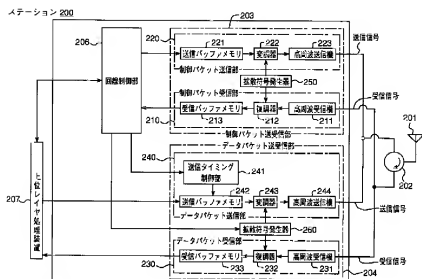 ステーション 200
203
206
220
221
222
223
送信信号
送信バッファメモリ
変調器
高周波送信機
制御パケット送信部
回線制御部
拡散符号発生器
250
制御パケット受信部
受信信号
受信バッファメモリ
復調器
高周波受信機
210
213
212
211
制御パケット送受信部
201
データパケット送受信部
240
送信タイミング
制御部
241
202
242
243
244
207
上位レイヤ処理装置
送信バッファメモリ
変調器
高周波送信機
送信信号
データパケット送信部
拡散符号発生器
260
データパケット受信部
受信信号
受信バッファメモリ
復調器
高周波受信機
230
233
232
231
204